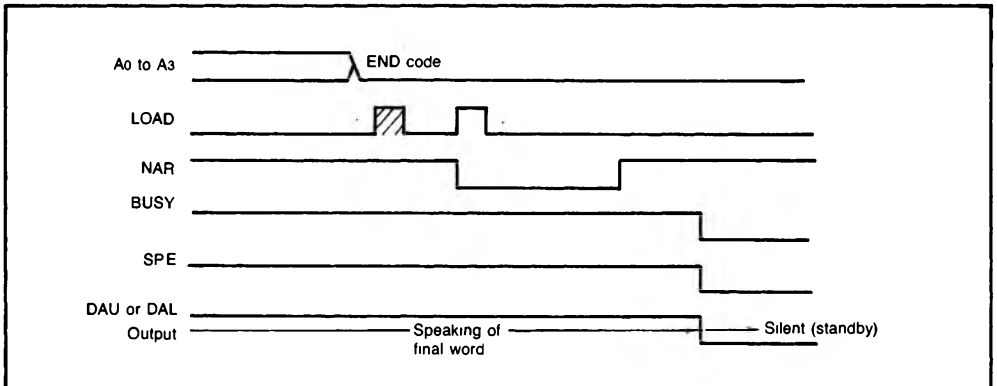 A0 to A3
END code
LOAD
NAR
BUSY
SPE
DAU or DAL
Output
Speaking of
final word
Silent (standby)